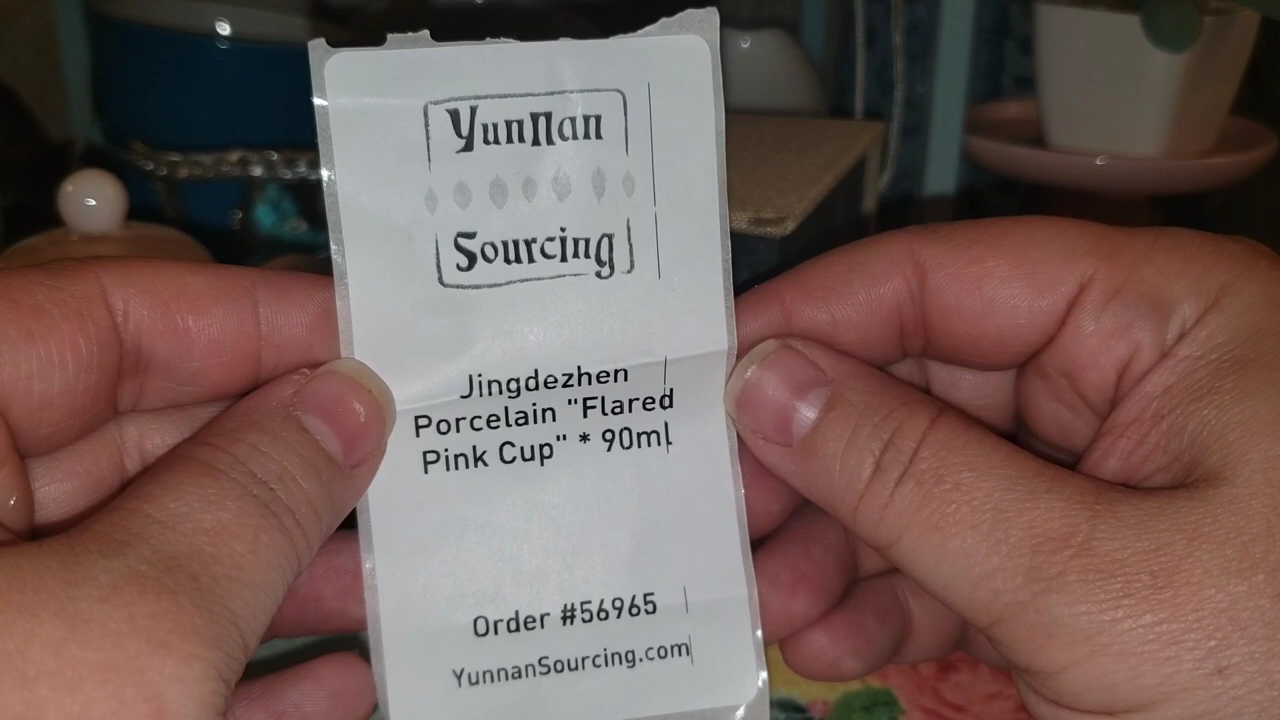 Yunnan
Sourcing
Jingdezhen
Porcelain "Flared
Pink Cup" * 90ml
Order #56965
YunnanSourcing.com